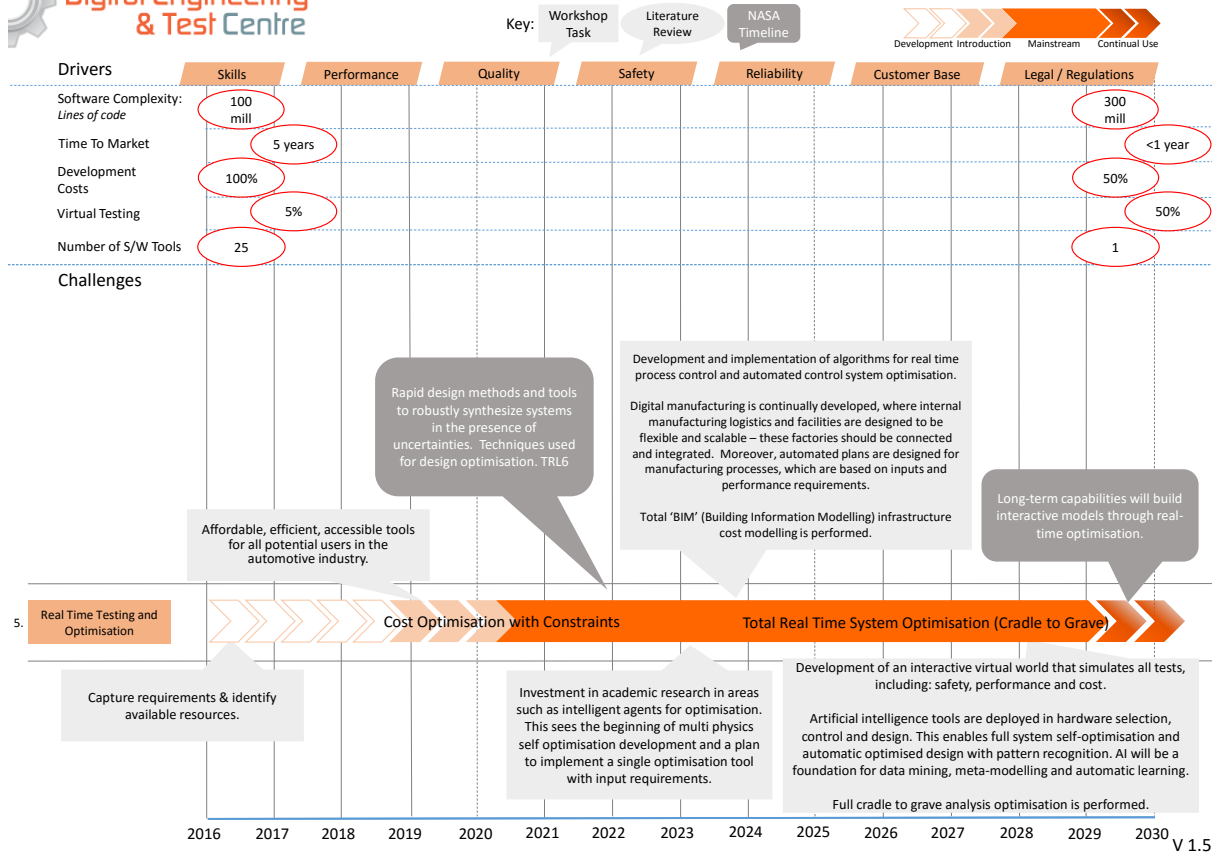 Digital Engineering
& Test Centre
Key:
Workshop
Task
Literature
Review
NASA
Timeline
Development Introduction Mainstream Continual Use
Drivers
Skills
Performance
Quality
Safety
Reliability
Customer Base
Legal / Regulations
Software Complexity:
Lines of code
100
mill
300
mill
Time To Market
5 years
<1 year
Development
Costs
100%
50%
Virtual Testing
5%
50%
Number of S/W Tools
25
1
Challenges
Development and implementation of algorithms for real time
process control and automated control system optimisation.
Digital manufacturing is continually developed, where internal
manufacturing logistics and facilities are designed to be
flexible and scalable – these factories should be connected
and integrated. Moreover, automated plans are designed for
manufacturing processes, which are based on inputs and
performance requirements.
Total ‘BIM’ (Building Information Modelling) infrastructure
cost modelling is performed.
Rapid design methods and tools
to robustly synthesize systems
in the presence of
uncertainties. Techniques used
for design optimisation. TRL6
Long-term capabilities will build
interactive models through real-
time optimisation.
Affordable, efficient, accessible tools
for all potential users in the
automotive industry.
5.
Real Time Testing and
Optimisation
Cost Optimisation with Constraints
Total Real Time System Optimisation (Cradle to Grave)
Capture requirements & identify
available resources.
Investment in academic research in areas
such as intelligent agents for optimisation.
This sees the beginning of multi physics
self optimisation development and a plan
to implement a single optimisation tool
with input requirements.
Development of an interactive virtual world that simulates all tests,
including: safety, performance and cost.
Artificial intelligence tools are deployed in hardware selection,
control and design. This enables full system self-optimisation and
automatic optimised design with pattern recognition. AI will be a
foundation for data mining, meta-modelling and automatic learning.
Full cradle to grave analysis optimisation is performed.
2016 2017 2018 2019 2020 2021 2022 2023 2024 2025 2026 2027 2028 2029 2030
V 1.5